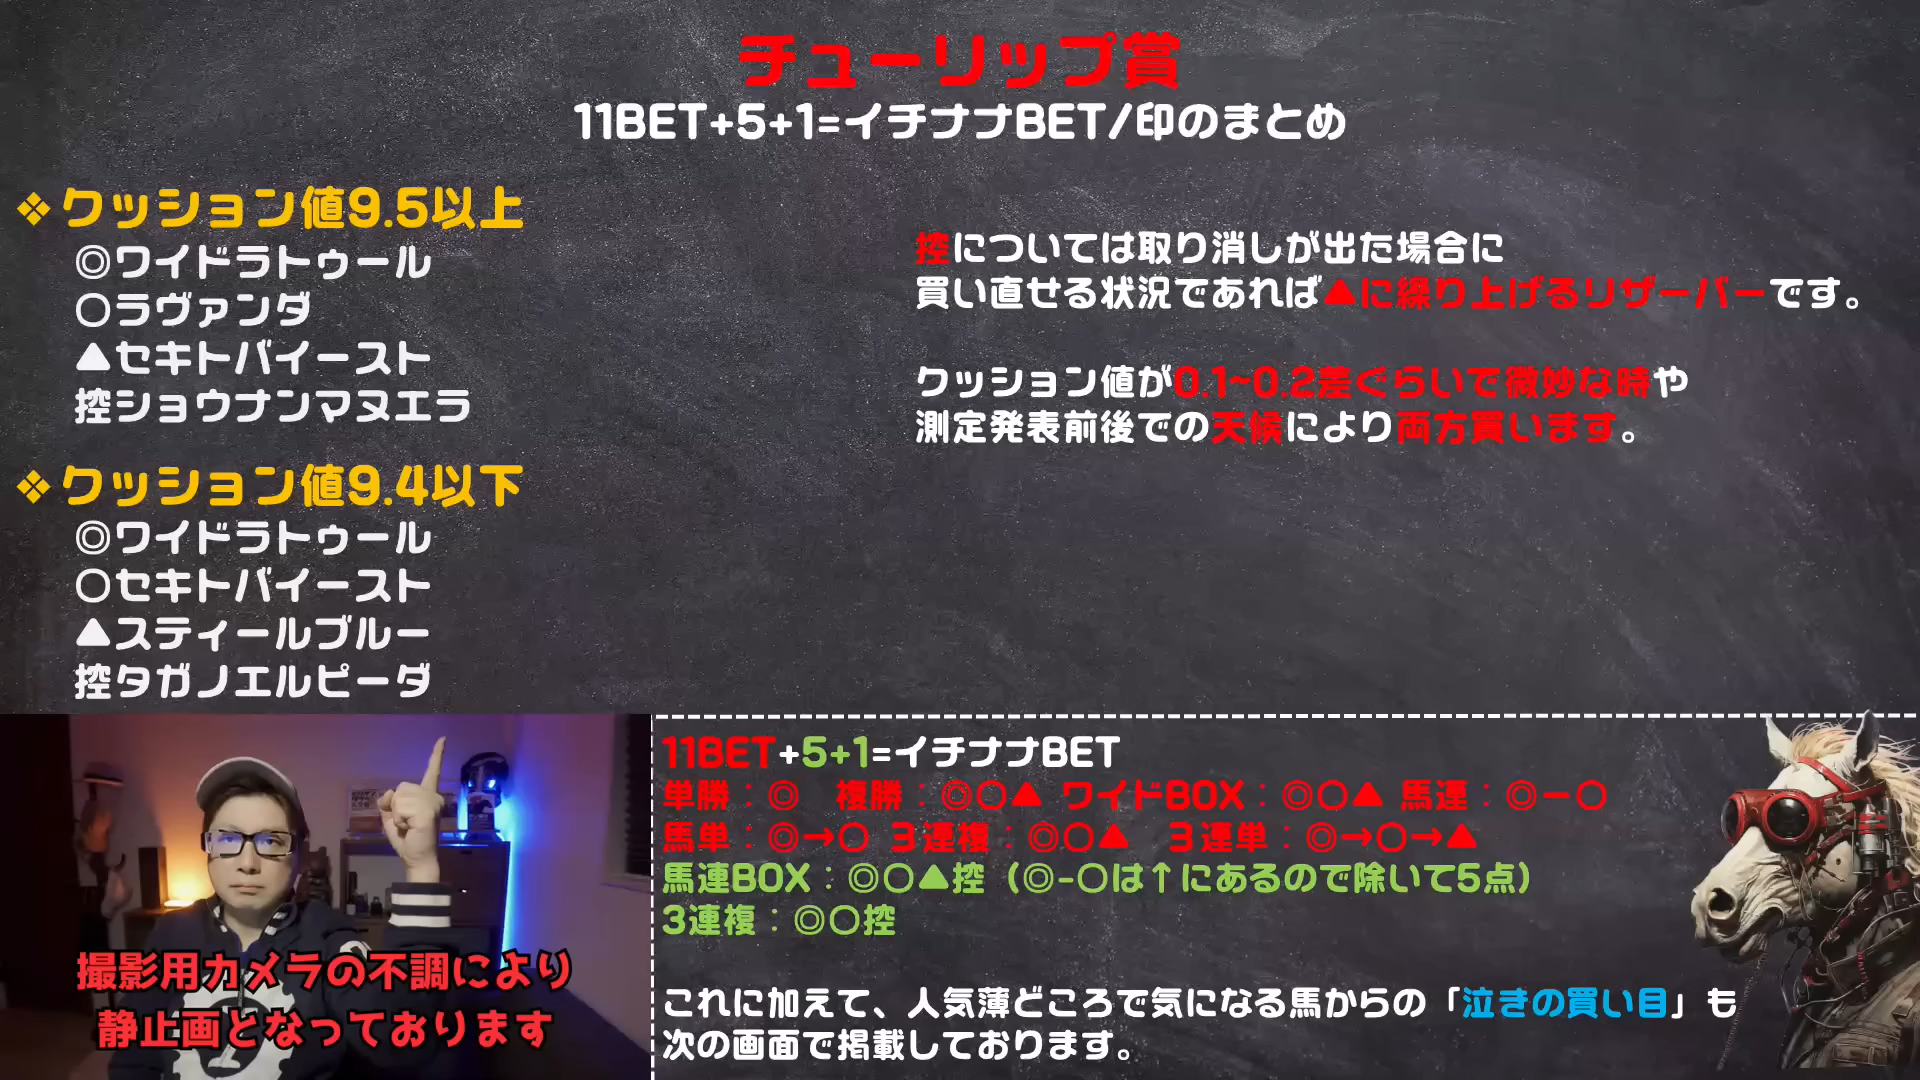 チューリップ賞
11BET+5+1=イチナナBET/印のまとめ
❖クッション値9.5以上
◎ワイドラトゥール
○ラヴァンダ
▲セキトバイースト
控ショウナンマヌエラ
❖クッション値9.4以下
◎ワイドラトゥール
○セキトバイースト
▲スティールブルー
控タガノエルピーダ
控については取り消しが出た場合に
買い直せる状況であれば▲に繰り上げるリザーバーです。
クッション値が0.1~0.2差ぐらいで微妙な時や
測定発表前後での天候により両方買います。
撮影用カメラの不調により
静止画となっております
11BET+5+1=イチナナBET
単勝：◎　複勝：◎○▲ ワイドBOX：◎○▲ 馬連：◎ー○
馬単：◎→○ ３連複：◎○▲　３連単：◎→○→▲
馬連BOX：◎○▲控（◎-○は↑にあるので除いて5点）
3連複：◎○控
これに加えて、人気薄どころで気になる馬からの「泣きの買い目」も
次の画面で掲載しております。